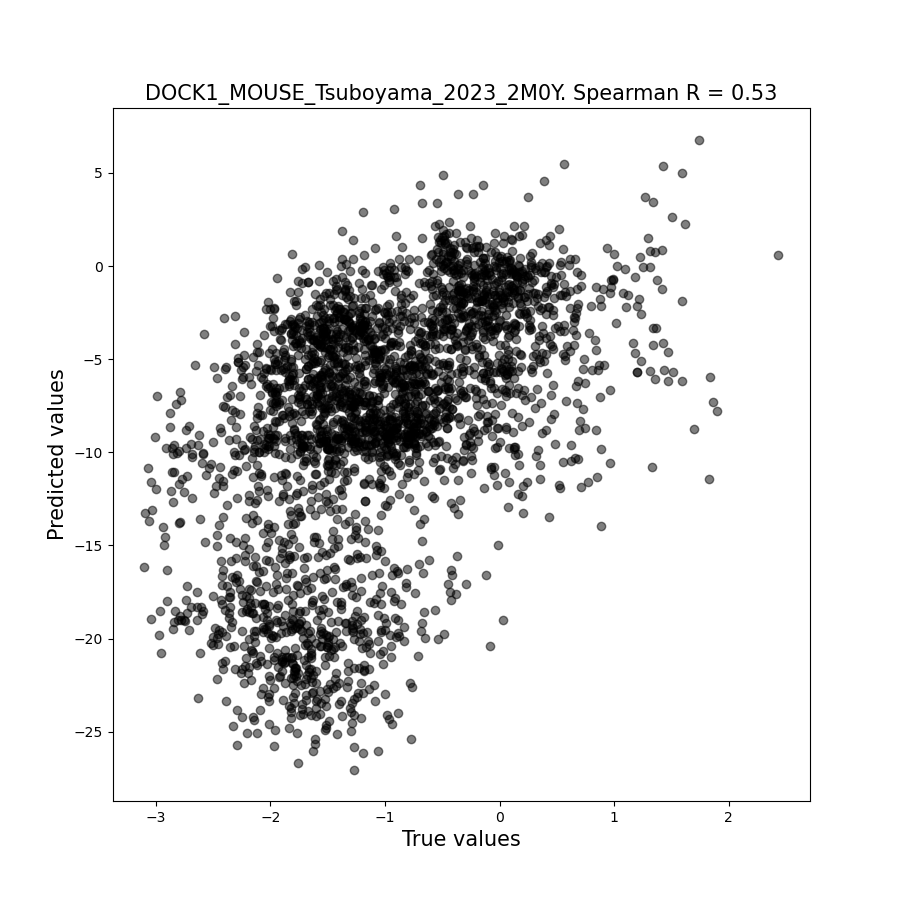 DOCK1_MOUSE_Tsuboyama_2023_2M0Y. Spearman R = 0.53
5
0
−5
−10
−15
−20
−25
Predicted values
−3 −2 −1 0 1 2
True values